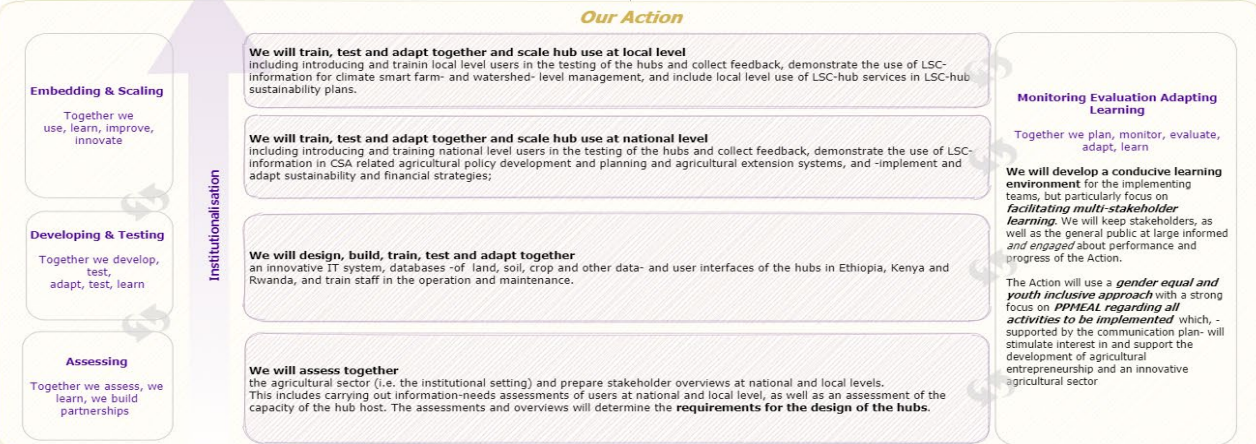 Our Action
Embedding & Scaling
Together we
use, learn, improve,
innovate
Developing & Testing
Together we develop,
test,
adapt, test, learn
Assessing
Together we assess, we
learn, we build
partnerships
Institutionalisation
We will train, test and adapt together and scale hub use at local level
including introducing and trainin local level users in the testing of the hubs and collect feedback, demonstrate the use of LSC-
information for climate smart farm- and watershed- level management, and include local level use of LSC-hub services in LSC-hub
sustainability plans.
We will train, test and adapt together and scale hub use at national level
including introducing and training national level users in the testing of the hubs and collect feedback, demonstrate the use of LSC-
information in CSA related agricultural policy development and planning and agricultural extension systems, and -implement and
adapt sustainability and financial strategies;
We will design, build, train, test and adapt together
an innovative IT system, databases -of land, soil, crop and other data- and user interfaces of the hubs in Ethiopia, Kenya and
Rwanda, and train staff in the operation and maintenance.
We will assess together
the agricultural sector (i.e. the institutional setting) and prepare stakeholder overviews at national and local levels.
This includes carrying out information-needs assessments of users at national and local level, as well as an assessment of the
capacity of the hub host. The assessments and overviews will determine the requirements for the design of the hubs.
Monitoring Evaluation Adapting
Learning
Together we plan, monitor, evaluate,
adapt, learn
We will develop a conducive learning
environment for the implementing
teams, but particularly focus on
facilitating multi-stakeholder
learning. We will keep stakeholders, as
well as the general public at large informed
and engaged about performance and
progress of the Action.
The Action will use a gender equal and
youth inclusive approach with a strong
focus on PPMEAL regarding all
activities to be implemented which, -
supported by the communication plan- will
stimulate interest in and support the
development of agricultural
entrepreneurship and an innovative
agricultural sector